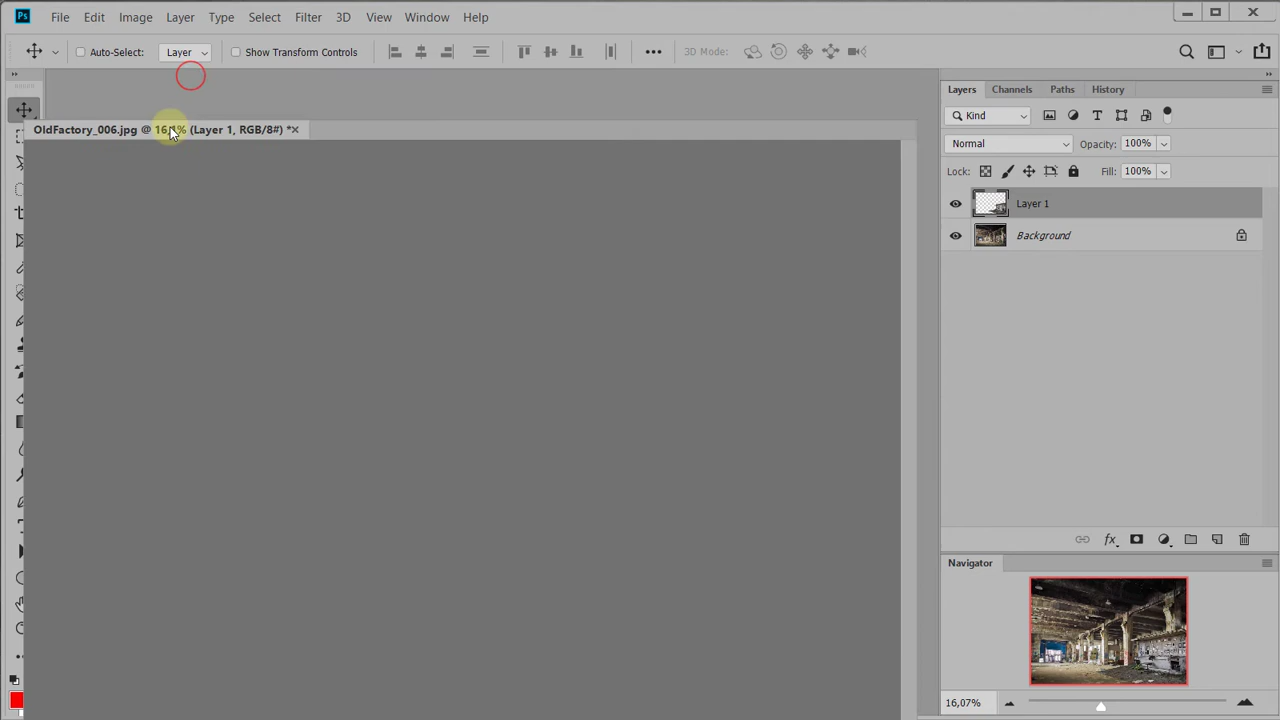 Ps File Edit Image Layer Type Select Filter 3D View Window Help
Auto-Select: Layer Show Transform Controls 3D Mode:
Layers Channels Paths History
OldFactory_006.jpg @ 16,1% (Layer 1, RGB/8#) *
Kind
Normal Opacity: 100%
Lock: Fill: 100%
Layer 1
Background
fx
Navigator
16,07%